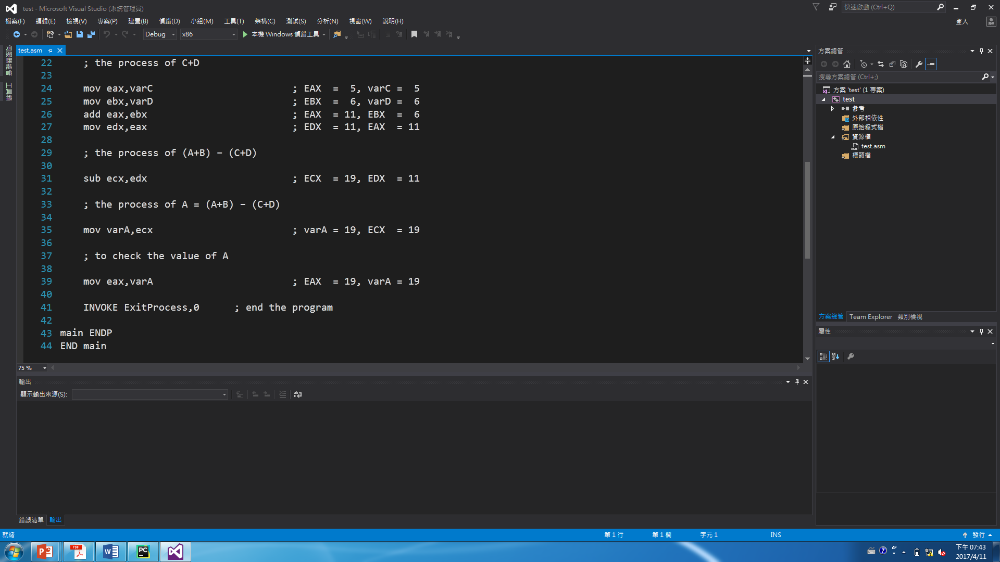 test - Microsoft Visual Studio (系統管理員)
快速啟動 (Ctrl+Q)
檔案(F) 編輯(E) 檢視(V) 專案(P) 建置(B) 偵錯(D) 小組(M) 工具(T) 架構(C) 測試(S) 分析(N) 視窗(W) 說明(H)
登入
Debug x86 本機 Windows 偵錯工具
伺服器總管
工具箱
test.asm
22 ; the process of C+D
23
24 mov eax,varC ; EAX = 5, varC = 5
25 mov ebx,varD ; EBX = 6, varD = 6
26 add eax,ebx ; EAX = 11, EBX = 6
27 mov edx,eax ; EDX = 11, EAX = 11
28
29 ; the process of (A+B) - (C+D)
30
31 sub ecx,edx ; ECX = 19, EDX = 11
32
33 ; the process of A = (A+B) - (C+D)
34
35 mov varA,ecx ; varA = 19, ECX = 19
36
37 ; to check the value of A
38
39 mov eax,varA ; EAX = 19, varA = 19
40
41 INVOKE ExitProcess,0 ; end the program
42
43 main ENDP
44 END main
75 %
輸出
顯示輸出來源(S):
錯誤清單 輸出
方案總管
搜尋方案總管 (Ctrl+;)
方案 'test' (1 專案)
test
參考
外部相依性
原始程式檔
資源檔
test.asm
標頭檔
方案總管 Team Explorer 類別檢視
屬性
就緒 第 1 行 第 1 欄 字元 1 INS 發行
下午 07:43
2017/4/11